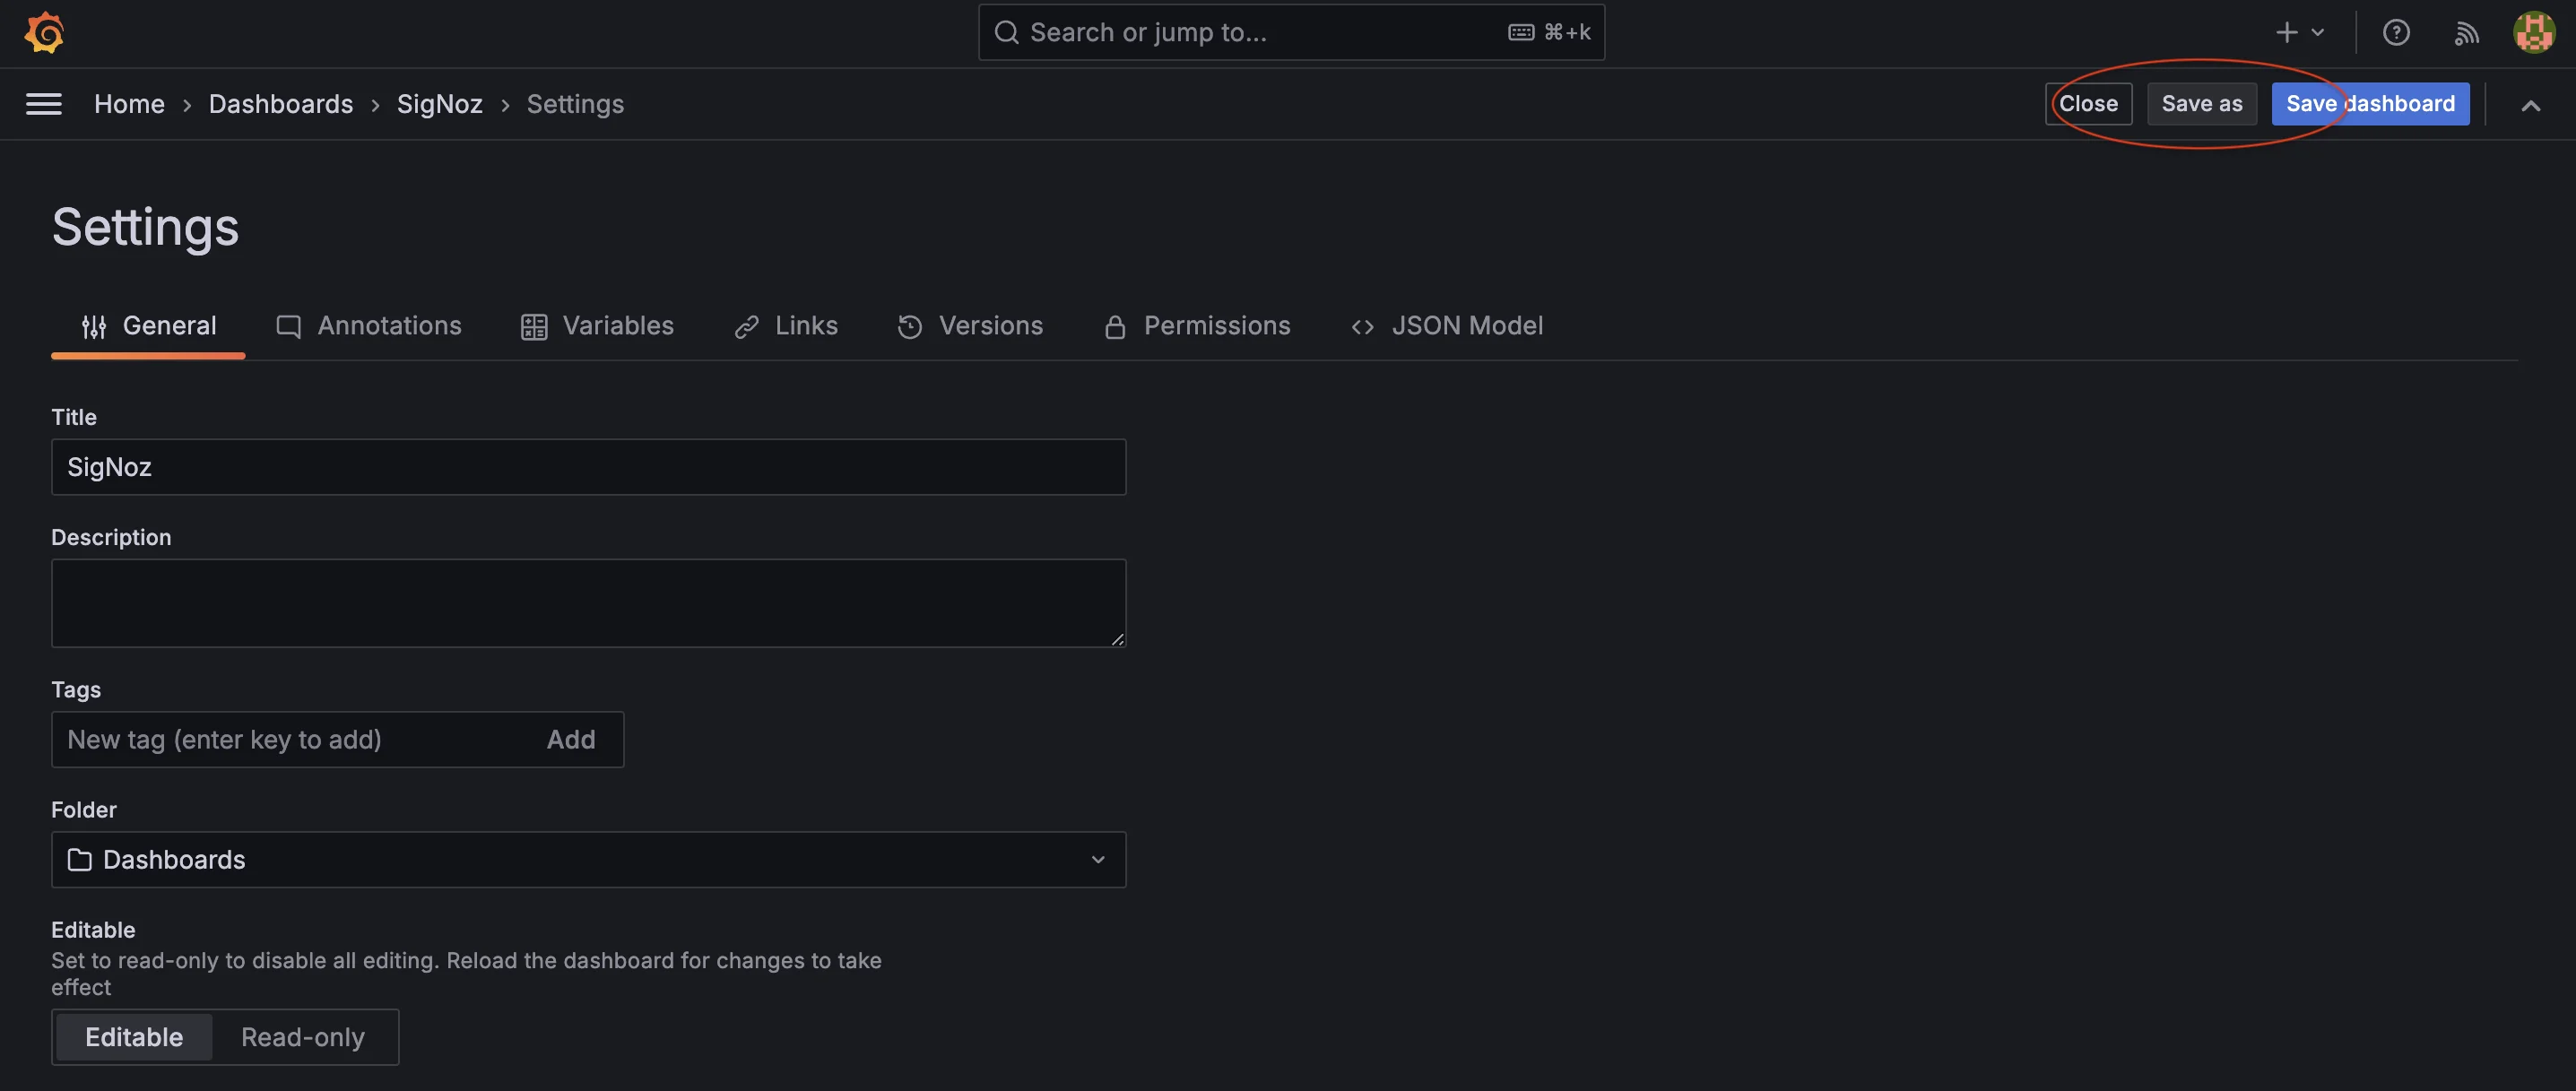 Search or jump to... ⌘+k
Home › Dashboards › SigNoz › Settings Close Save as Save dashboard
Settings
General Annotations Variables Links Versions Permissions JSON Model
Title
SigNoz
Description
Tags
New tag (enter key to add) Add
Folder
Dashboards
Editable
Set to read-only to disable all editing. Reload the dashboard for changes to take
effect
Editable Read-only